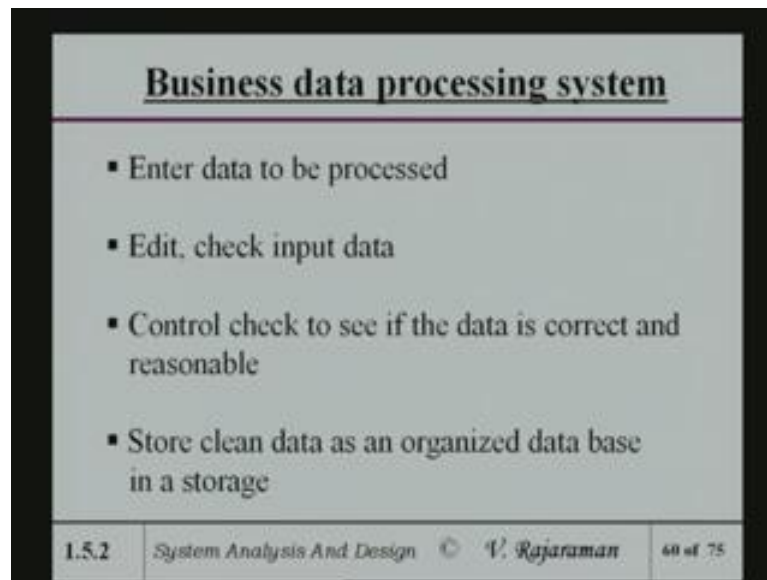 Business data processing system
▪ Enter data to be processed
▪ Edit, check input data
▪ Control check to see if the data is correct and
reasonable
▪ Store clean data as an organized data base
in a storage
1.5.2 System Analysis And Design © V. Rajaraman 60 of 75